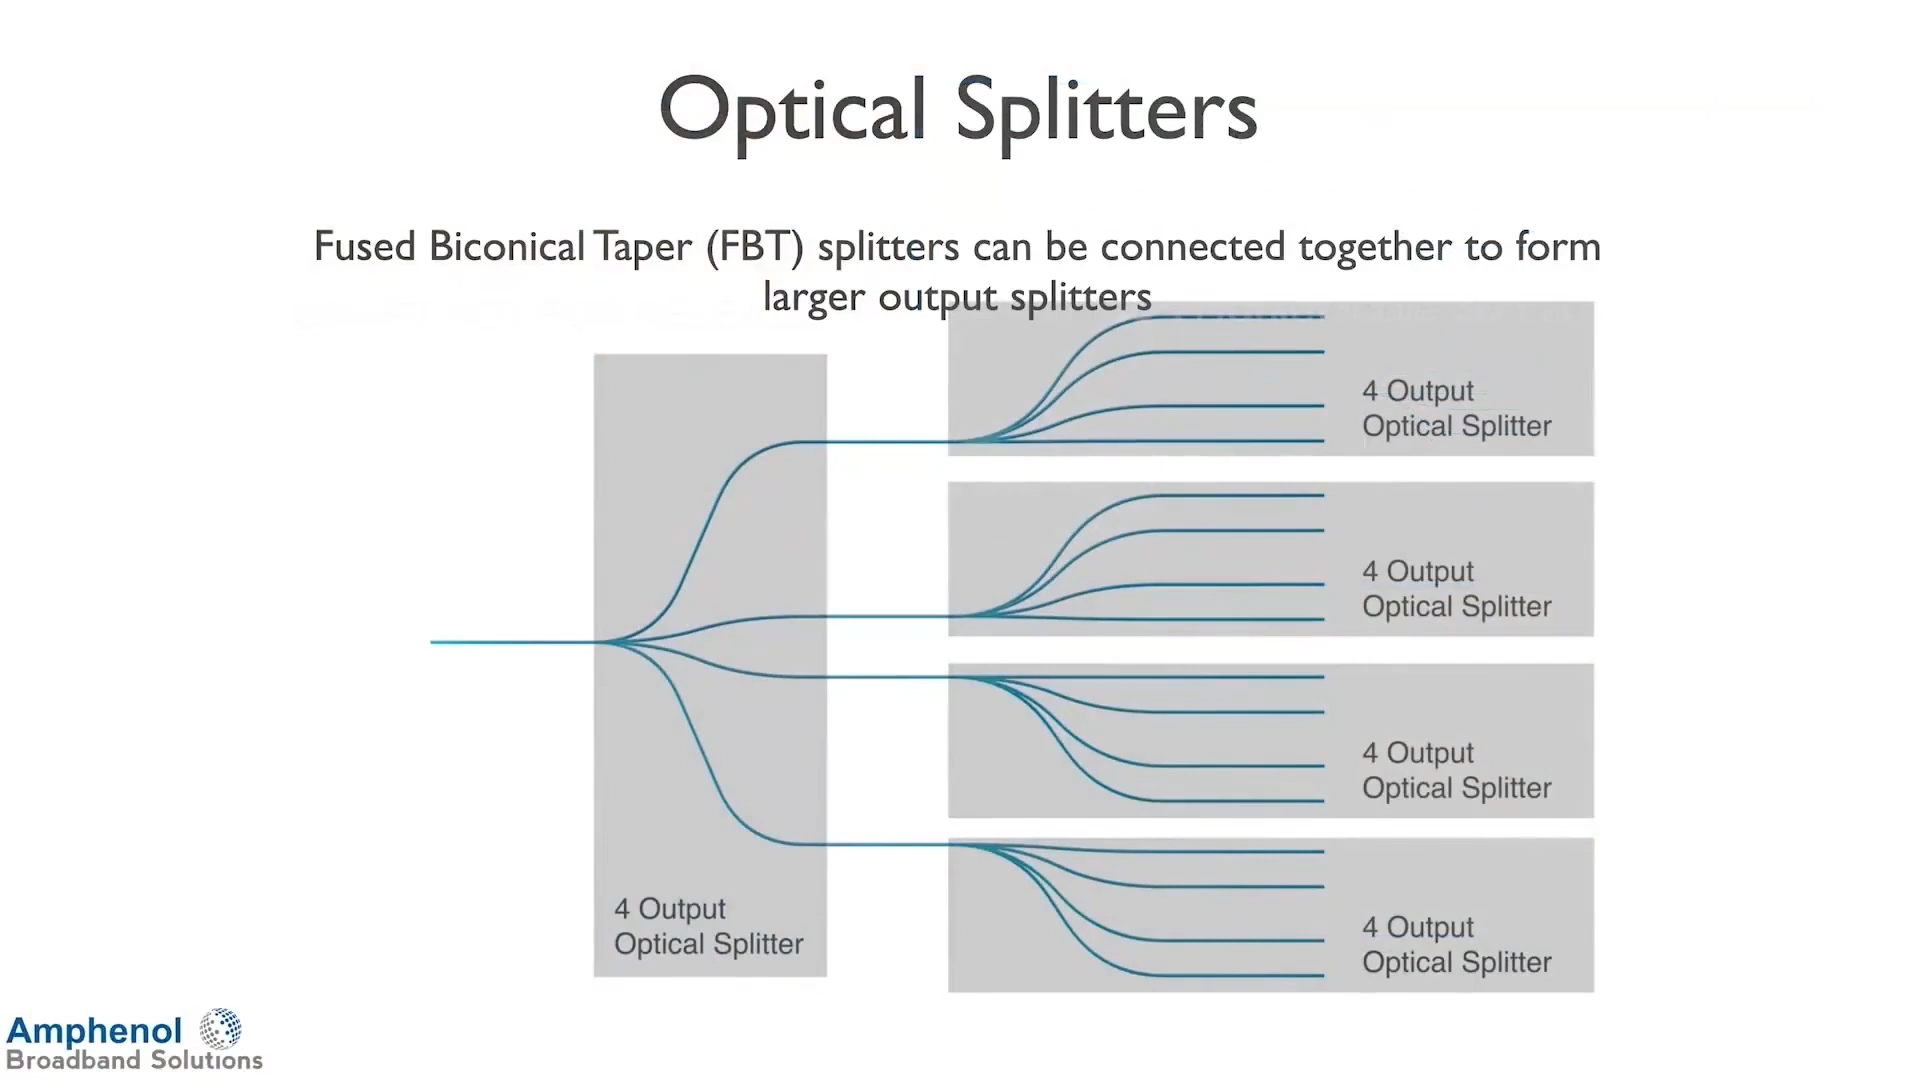 Optical Splitters
Fused Biconical Taper (FBT) splitters can be connected together to form
larger output splitters
4 Output
Optical Splitter
4 Output
Optical Splitter
4 Output
Optical Splitter
4 Output
Optical Splitter
4 Output
Optical Splitter
Amphenol
Broadband Solutions